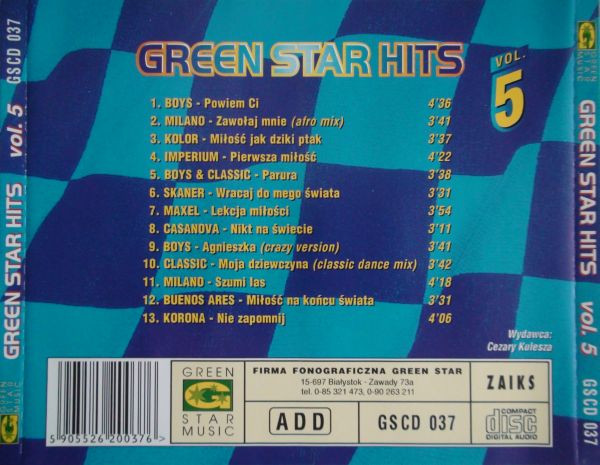 GREEN STAR HITS
VOL. 5
1. BOYS - Powiem Ci 4'36
2. MILANO - Zawołaj mnie (afro mix) 3'41
3. KOLOR - Miłość jak dziki ptak 3'37
4. IMPERIUM - Pierwsza miłość 4'22
5. BOYS & CLASSIC - Parura 3'38
6. SKANER - Wracaj do mego świata 3'31
7. MAXEL - Lekcja miłości 3'54
8. CASANOVA - Nikt na świecie 3'11
9. BOYS - Agnieszka (crazy version) 3'41
10. CLASSIC - Moja dziewczyna (classic dance mix) 3'42
11. MILANO - Szumi las 4'18
12. BUENOS ARES - Miłość na końcu świata 3'31
13. KORONA - Nie zapomnij 4'06
Wydawca:
Cezary Kulesza
5 905526 200376 >
GREEN
STAR
MUSIC
FIRMA FONOGRAFICZNA GREEN STAR
15-697 Białystok - Zawady 73a
tel. 0-85 321 473, 0-90 263 211
ADD
GSCD 037
ZAIKS
COMPACT
disc
DIGITAL AUDIO
GREEN STAR MUSIC
GREEN STAR HITS vol. 5 GSCD 037
GREEN STAR MUSIC
GREEN STAR HITS vol. 5 GSCD 037